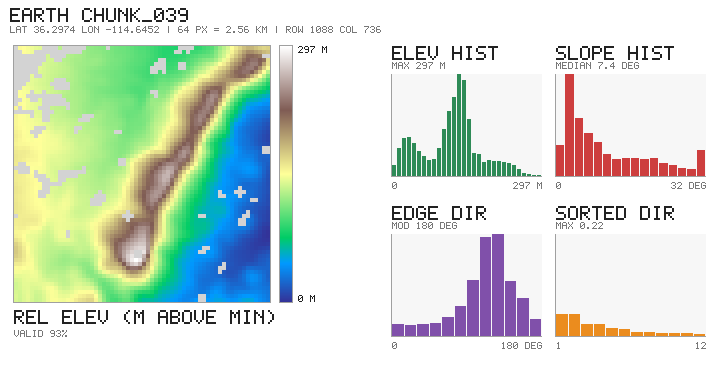 EARTH CHUNK_039
LAT 36.2974 LON -114.6452 | 64 PX = 2.56 KM | ROW 1088 COL 736
297 M
0 M
REL ELEV (M ABOVE MIN)
VALID 93%
ELEV HIST
MAX 297 M
0 297 M
SLOPE HIST
MEDIAN 7.4 DEG
0 32 DEG
EDGE DIR
MOD 180 DEG
0 180 DEG
SORTED DIR
MAX 0.22
1 12